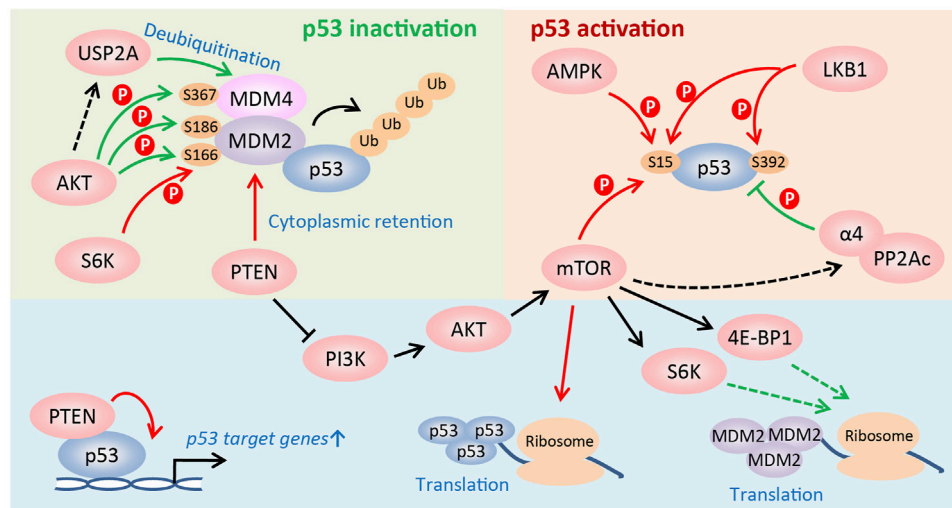 p53 inactivation
p53 activation
USP2A
Deubiquitination
AMPK
LKB1
P
P
P
S367
MDM4
Ub
Ub
Ub
Ub
P
P
P
S186
MDM2
S166
p53
S15
p53
S392
AKT
P
P
P
Cytoplasmic retention
α4
PP2Ac
S6K
PTEN
mTOR
AKT
PI3K
4E-BP1
S6K
PTEN
p53
p53 target genes↑
p53
p53
p53
Ribosome
Translation
MDM2
MDM2
MDM2
Ribosome
Translation